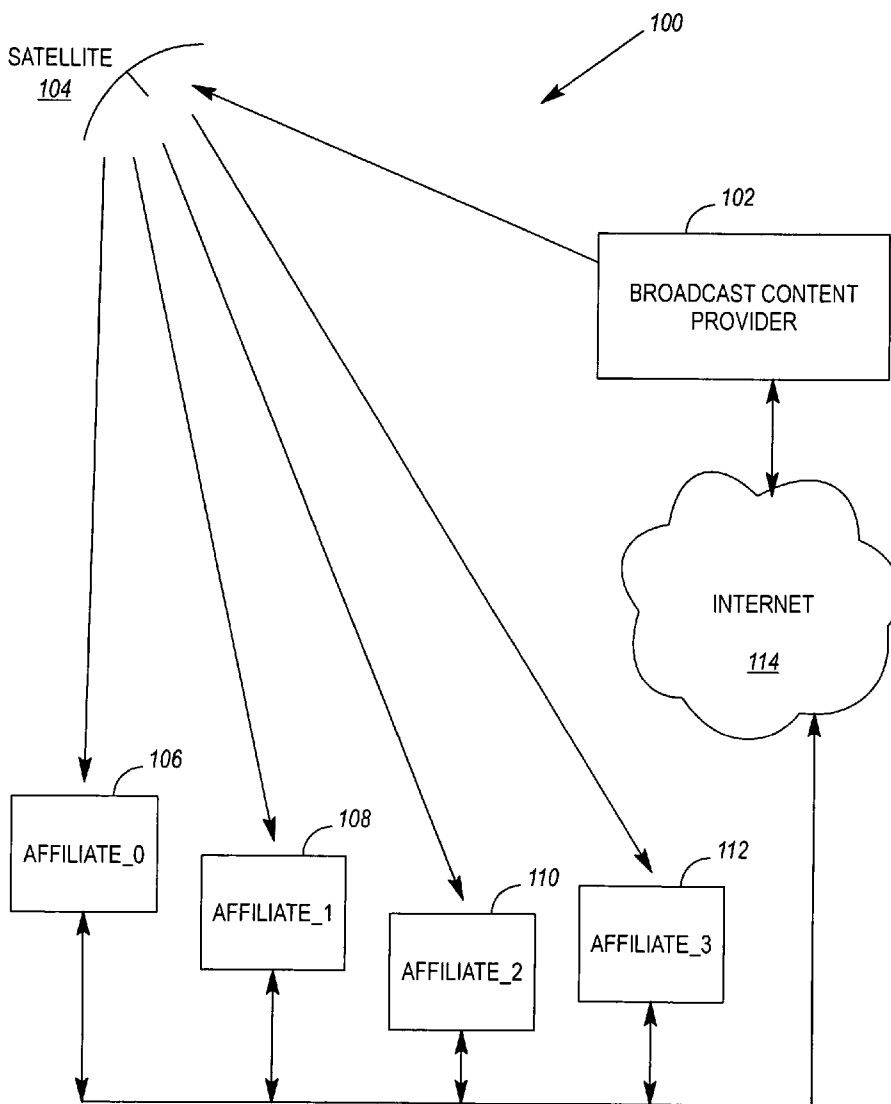 100
SATELLITE
104
102
BROADCAST CONTENT
PROVIDER
INTERNET
114
106
AFFILIATE_0
108
AFFILIATE_1
110
AFFILIATE_2
112
AFFILIATE_3